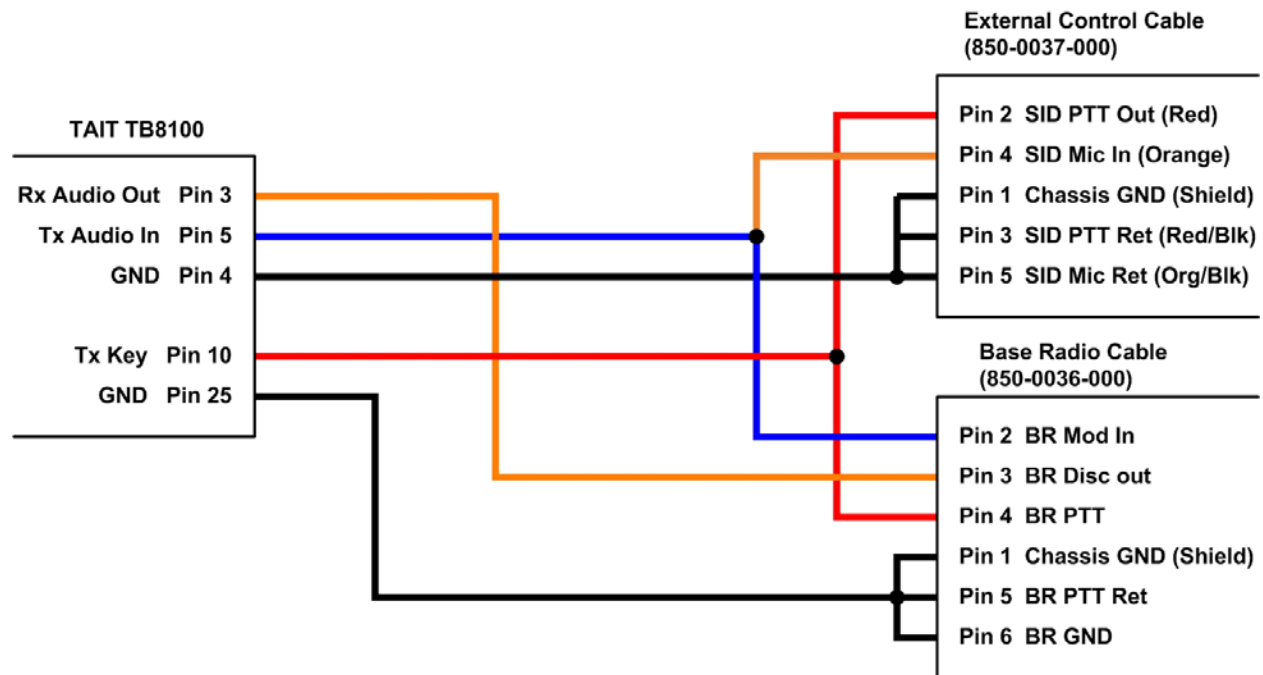 External Control Cable
(850-0037-000)
TAIT TB8100
Rx Audio Out Pin 3
Tx Audio In Pin 5
GND Pin 4
Tx Key Pin 10
GND Pin 25
Pin 2 SID PTT Out (Red)
Pin 4 SID Mic In (Orange)
Pin 1 Chassis GND (Shield)
Pin 3 SID PTT Ret (Red/Blk)
Pin 5 SID Mic Ret (Org/Blk)
Base Radio Cable
(850-0036-000)
Pin 2 BR Mod In
Pin 3 BR Disc out
Pin 4 BR PTT
Pin 1 Chassis GND (Shield)
Pin 5 BR PTT Ret
Pin 6 BR GND